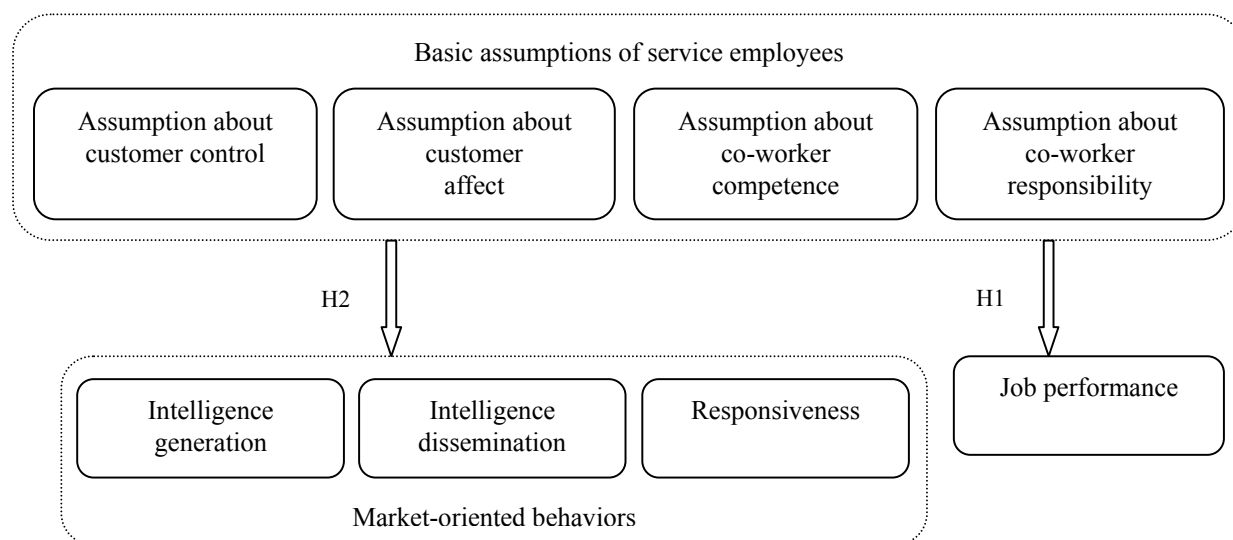 Basic assumptions of service employees
Assumption about
customer control
Assumption about
customer
affect
Assumption about
co-worker
competence
Assumption about
co-worker
responsibility
H2
H1
Intelligence
generation
Intelligence
dissemination
Responsiveness
Job performance
Market-oriented behaviors